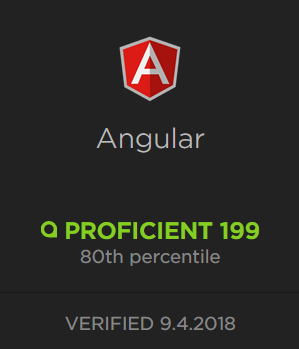 A
Angular
PROFICIENT 199
80th percentile
VERIFIED 9.4.2018